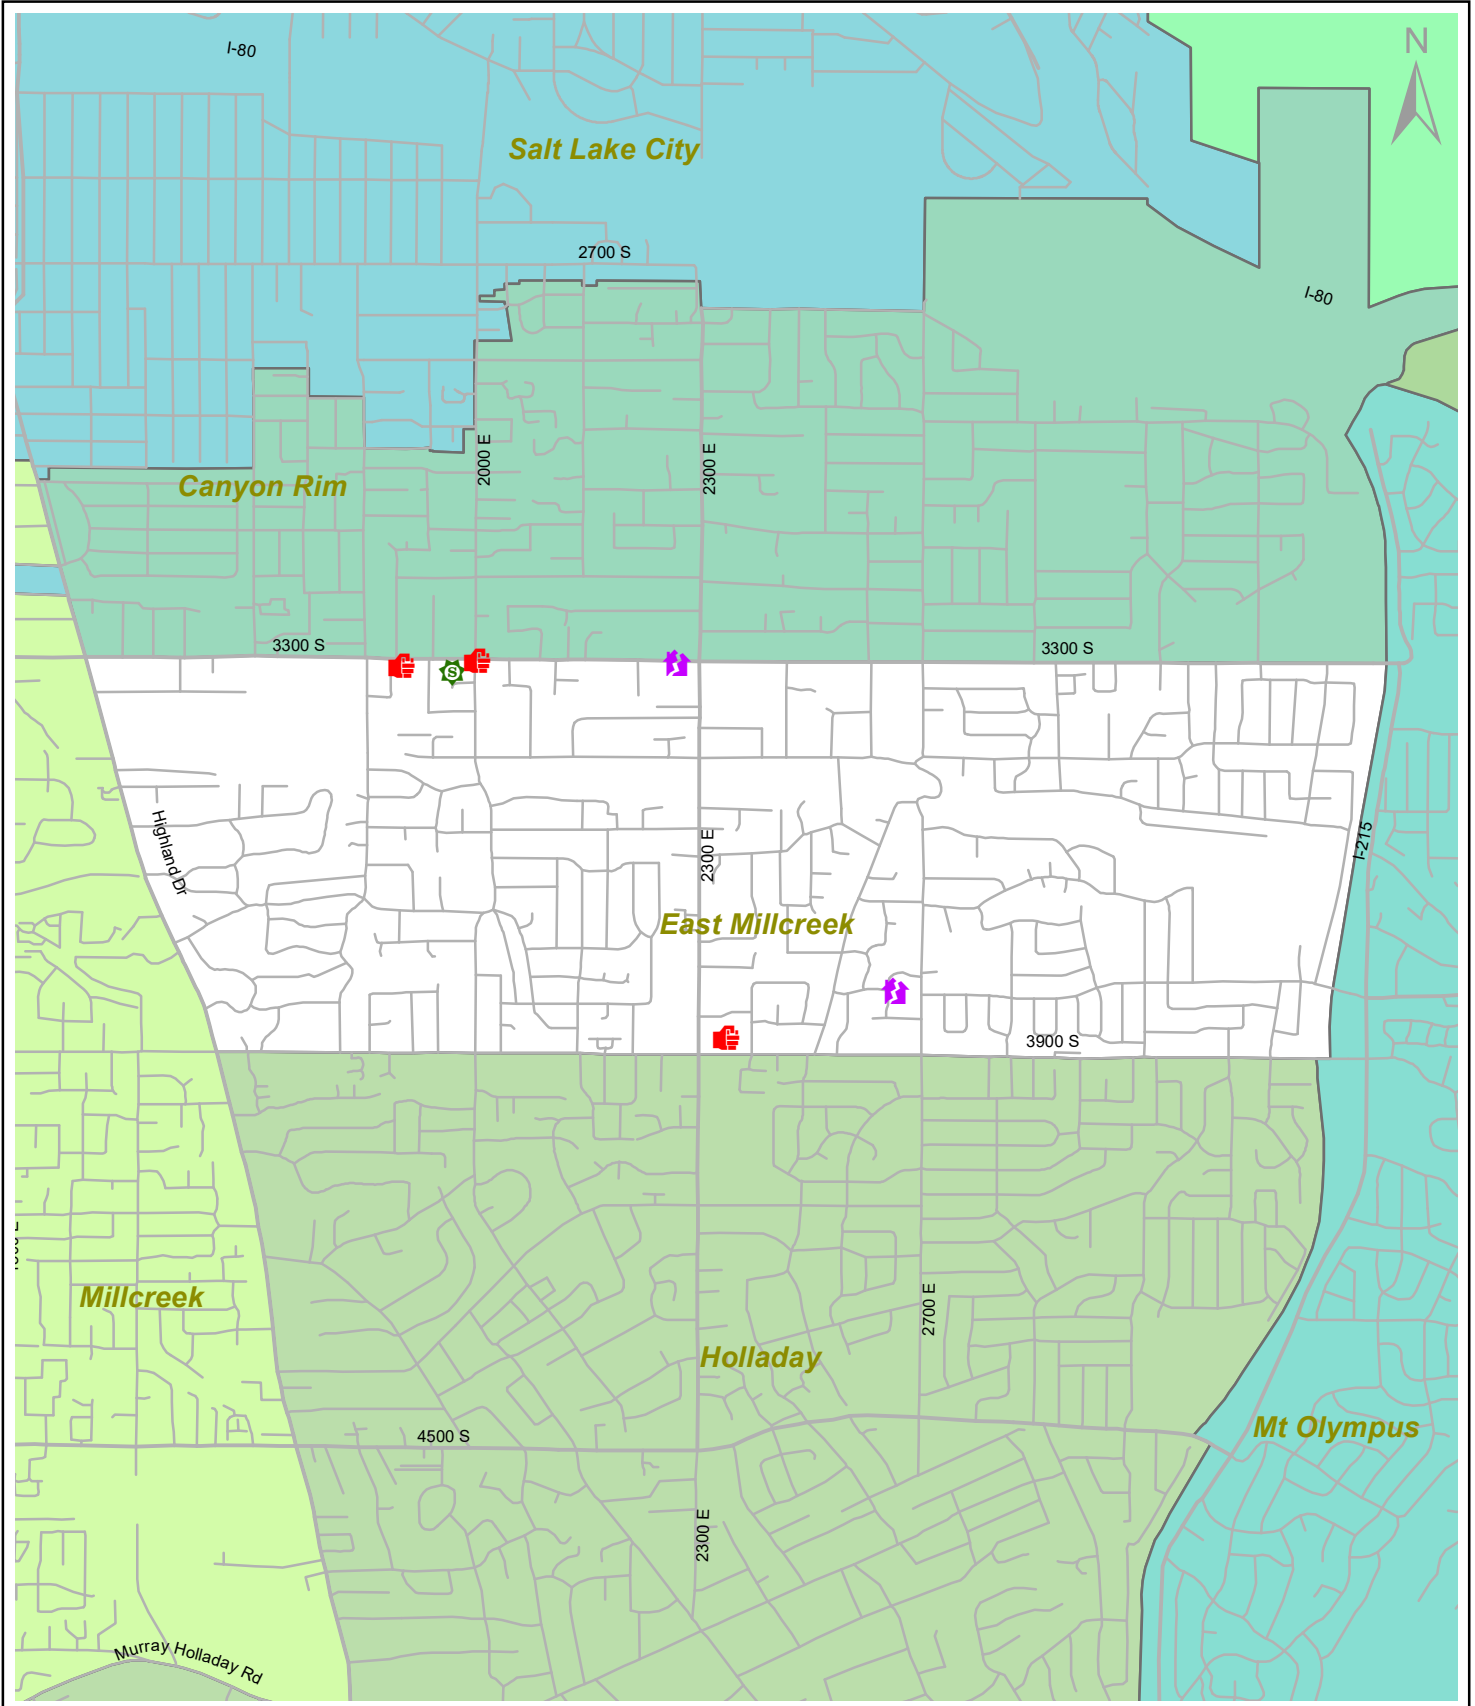 I-80
N
Salt Lake City
2700 S
I-80
2000 E
2300 E
Canyon Rim
3300 S
3300 S
S
Highland Dr
2300 E
I-215
East Millcreek
3900 S
Millcreek
2700 E
Holladay
Mt Olympus
4500 S
2300 E
Murray Holladay Rd